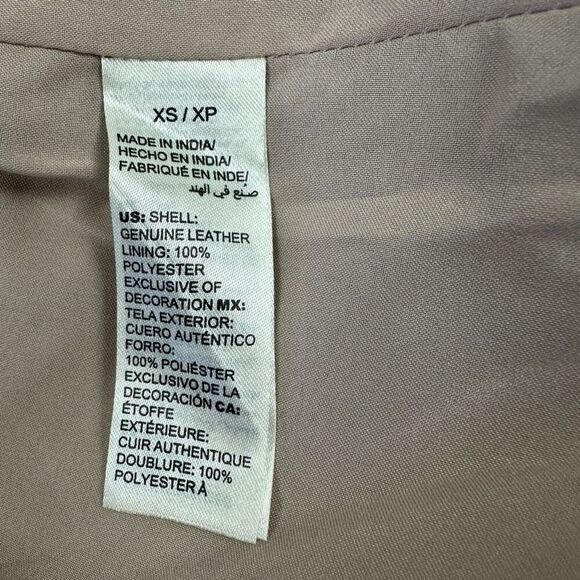 XS / XP
MADE IN INDIA/
HECHO EN INDIA/
FABRIQUÉ EN INDE/
صنع في الهند
US: SHELL:
GENUINE LEATHER
LINING: 100%
POLYESTER
EXCLUSIVE OF
DECORATION MX:
TELA EXTERIOR:
CUERO AUTÉNTICO
FORRO:
100% POLIÉSTER
EXCLUSIVO DE LA
DECORACIÓN CA:
ÉTOFFE
EXTÉRIEURE:
CUIR AUTHENTIQUE
DOUBLURE: 100%
POLYESTER À